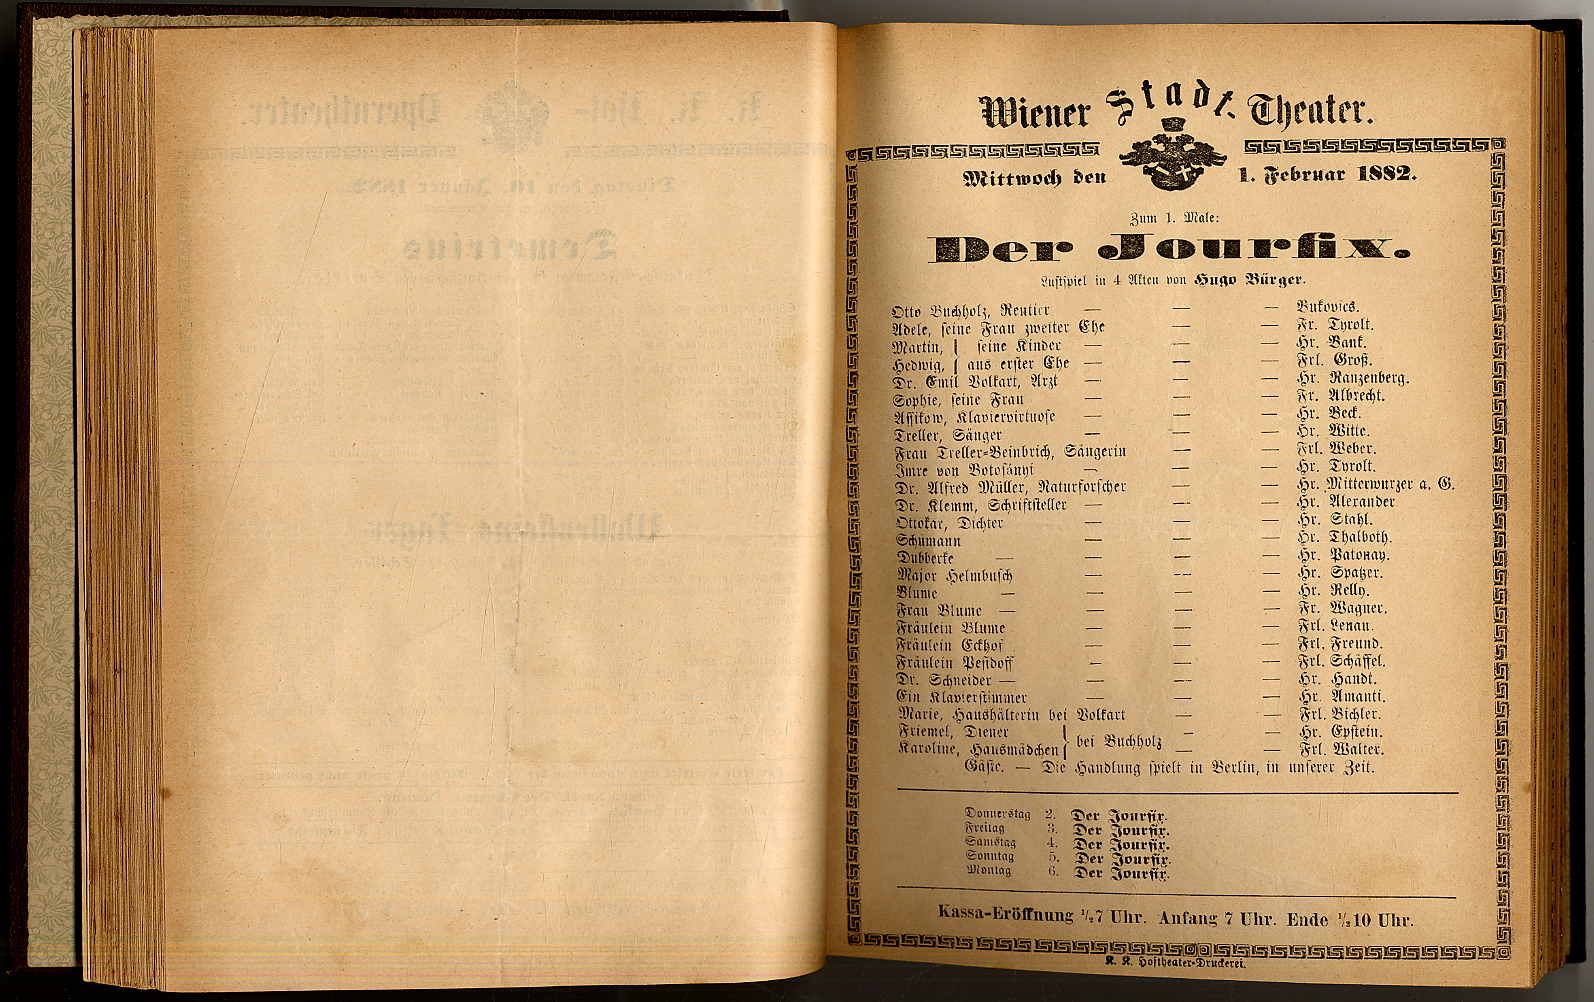 Wiener Stadt-Theater.
Mittwoch den 1. Februar 1882.
Zum 1. Male:
Der Jourfix.
Lustspiel in 4 Akten von Hugo Bürger.
Otto Buchholz, Rentier — — — Bukovics.
Adele, seine Frau zweiter Ehe — — Fr. Tyrolt.
Martin, } seine Kinder — — — Hr. Bank.
Hedwig, } aus erster Ehe — — — Frl. Groß.
Dr. Emil Volkart, Arzt — — — Hr. Ranzenberg.
Sophie, seine Frau — — — Fr. Albrecht.
Assikow, Klaviervirtuose — — — Hr. Beck.
Treller, Sänger — — — Hr. Witte.
Frau Treller-Beinbrich, Sängerin — — Frl. Weber.
Imre von Botosányi — — — Hr. Tyrolt.
Dr. Alfred Müller, Naturforscher — — Hr. Mitterwurzer a. G.
Dr. Klemm, Schriftsteller — — — Hr. Alexander
Ottokar, Dichter — — — Hr. Stahl.
Schumann — — — Hr. Thalboth.
Dubberke — — — — Hr. Patonay.
Major Helmbusch — — — Hr. Spatzer.
Blume — — — — Hr. Relly.
Frau Blume — — — — Fr. Wagner.
Fräulein Blume — — — Frl. Lenau.
Fräulein Eckhof — — — Frl. Freund.
Fräulein Pestdoff — — — Frl. Schäffel.
Dr. Schneider — — — — Hr. Handt.
Ein Klavierstimmer — — — Hr. Amanti.
Marie, Haushälterin bei Volkart — — Frl. Bichler.
Friemel, Diener } bei Buchholz — — Hr. Epstein.
Karoline, Hausmädchen } — — Frl. Walter.
Gäste. — Die Handlung spielt in Berlin, in unserer Zeit.
Donnerstag 2. Der Jourfix.
Freitag 3. Der Jourfix.
Samstag 4. Der Jourfix.
Sonntag 5. Der Jourfix.
Montag 6. Der Jourfix.
Kassa-Eröffnung ½7 Uhr. Anfang 7 Uhr. Ende ½10 Uhr.
K. K. Hoftheater-Druckerei.